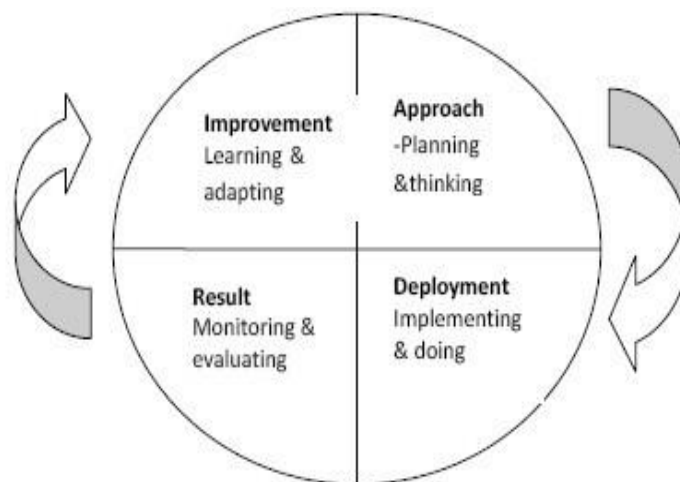 Improvement
Learning &
adapting
Approach
-Planning
&thinking
Result
Monitoring &
evaluating
Deployment
Implementing
& doing